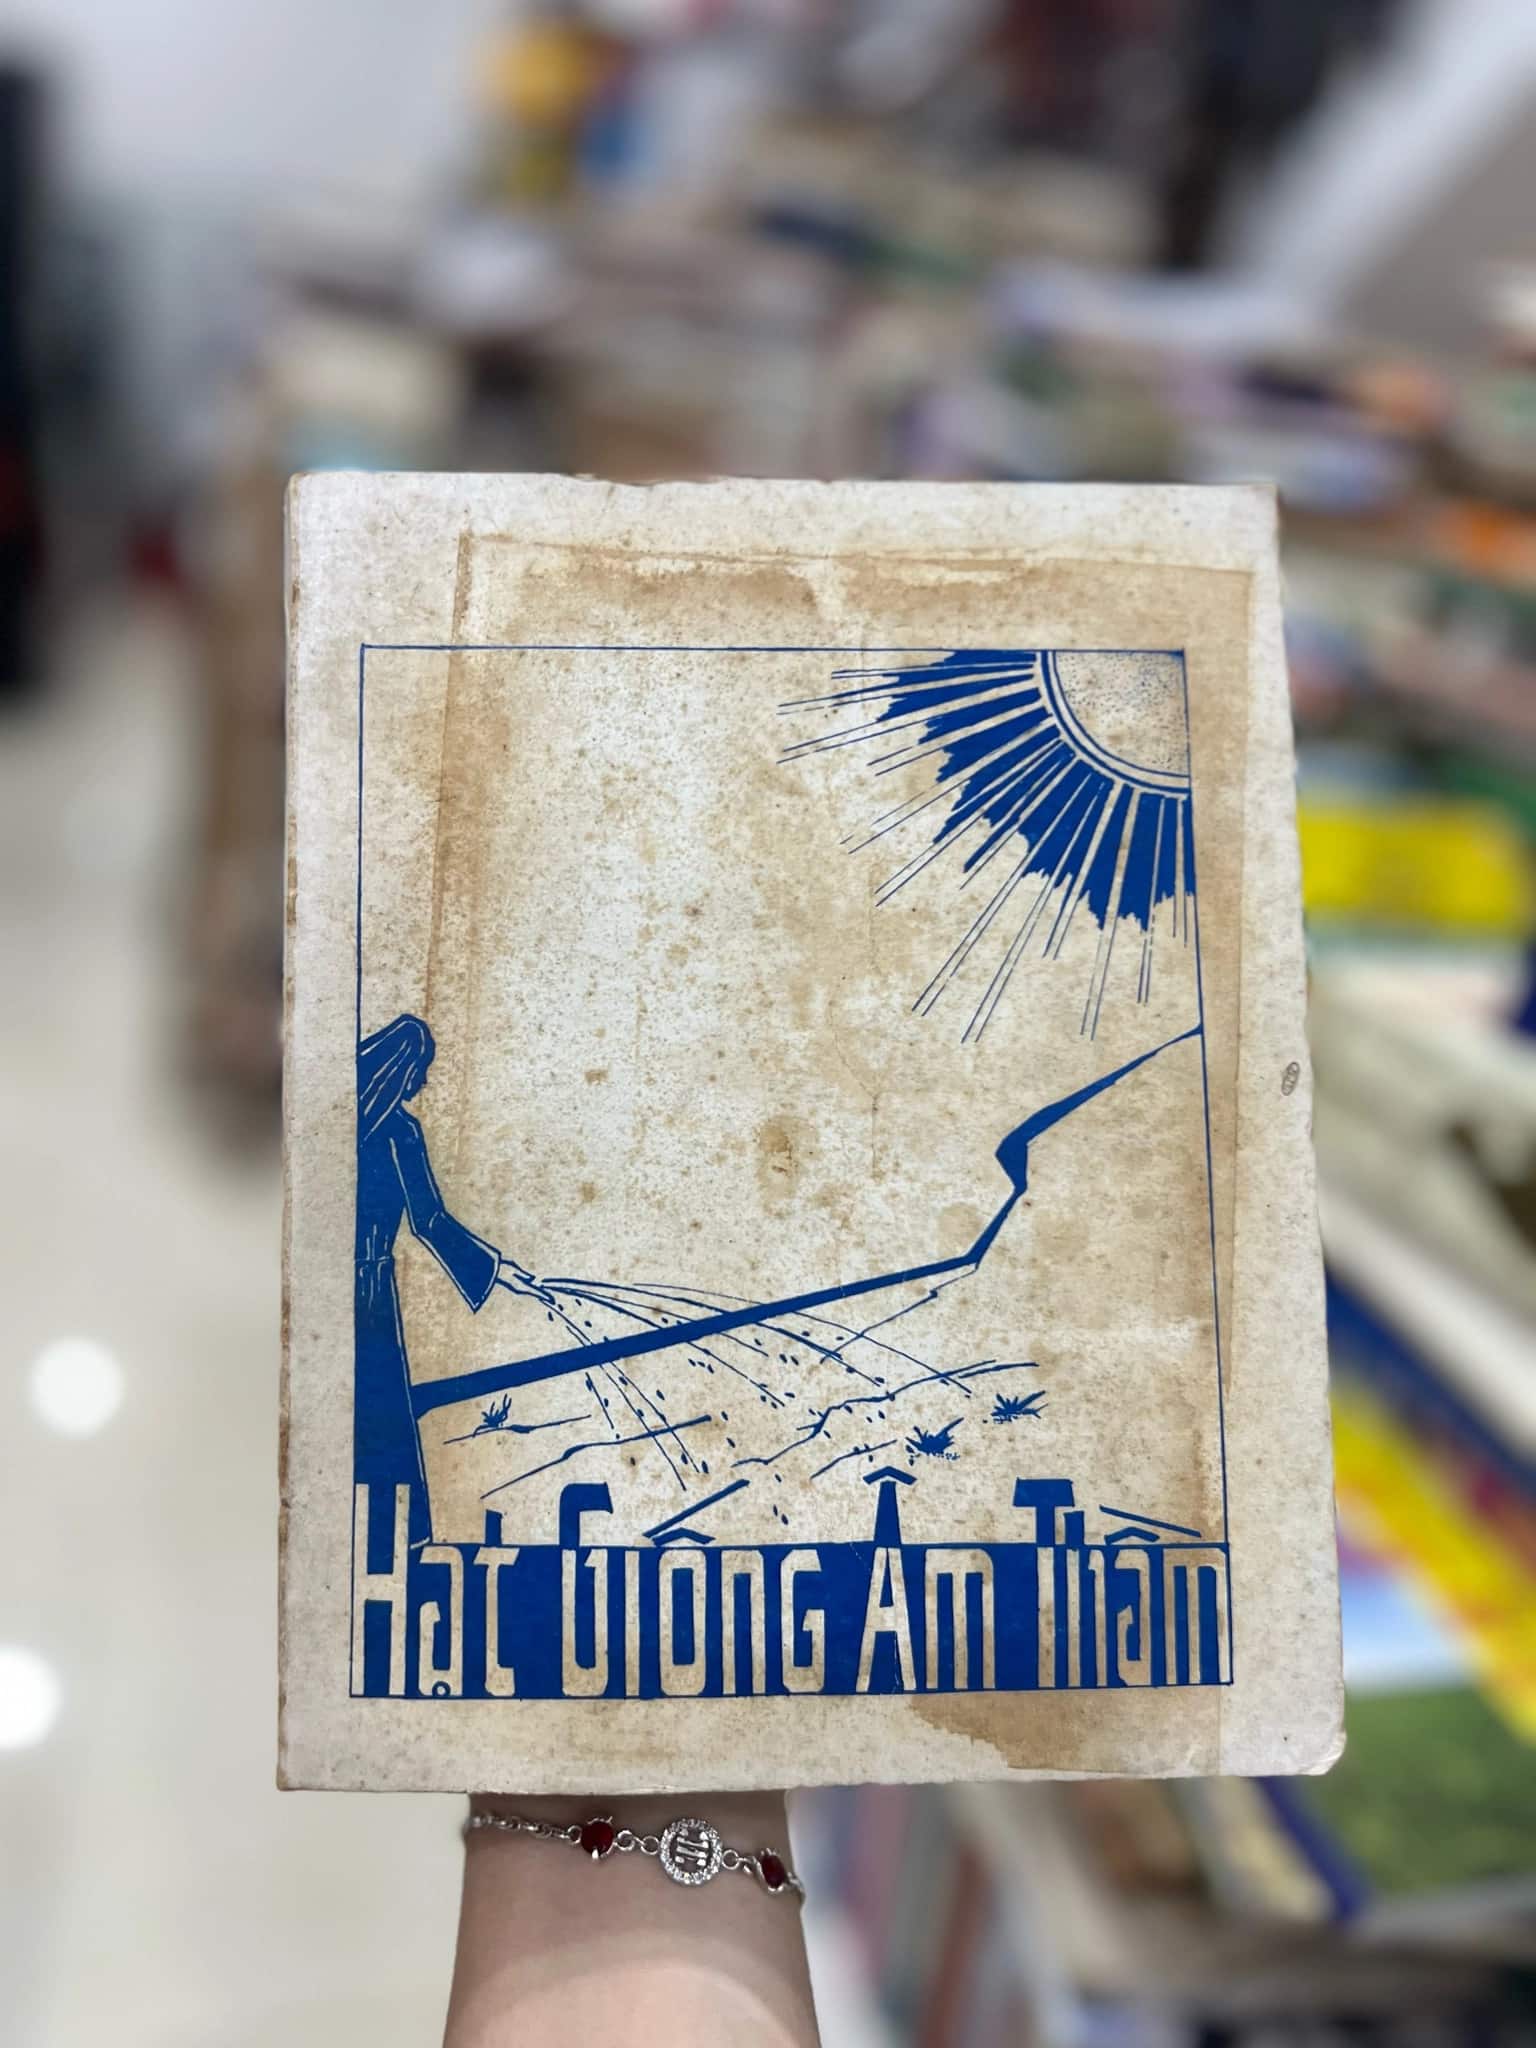 Hạt Giống Âm Thầm